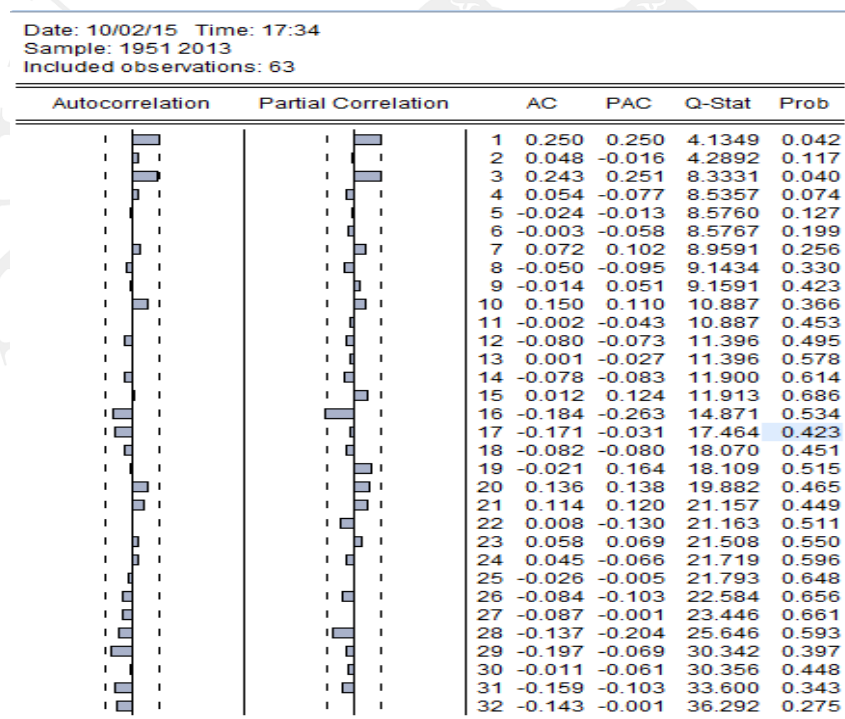 Date: 10/02/15 Time: 17:34
Sample: 1951 2013
Included observations: 63
Autocorrelation Partial Correlation AC PAC Q-Stat Prob
1 0.250 0.250 4.1349 0.042
2 0.048 -0.016 4.2892 0.117
3 0.243 0.251 8.3331 0.040
4 0.054 -0.077 8.5357 0.074
5 -0.024 -0.013 8.5760 0.127
6 -0.003 -0.058 8.5767 0.199
7 0.072 0.102 8.9591 0.256
8 -0.050 -0.095 9.1434 0.330
9 -0.014 0.051 9.1591 0.423
10 0.150 0.110 10.887 0.366
11 -0.002 -0.043 10.887 0.453
12 -0.080 -0.073 11.396 0.495
13 0.001 -0.027 11.396 0.578
14 -0.078 -0.083 11.900 0.614
15 0.012 0.124 11.913 0.686
16 -0.184 -0.263 14.871 0.534
17 -0.171 -0.031 17.464 0.423
18 -0.082 -0.080 18.070 0.451
19 -0.021 0.164 18.109 0.515
20 0.136 0.138 19.882 0.465
21 0.114 0.120 21.157 0.449
22 0.008 -0.130 21.163 0.511
23 0.058 0.069 21.508 0.550
24 0.045 -0.066 21.719 0.596
25 -0.026 -0.005 21.793 0.648
26 -0.084 -0.103 22.584 0.656
27 -0.087 -0.001 23.446 0.661
28 -0.137 -0.204 25.646 0.593
29 -0.197 -0.069 30.342 0.397
30 -0.011 -0.061 30.356 0.448
31 -0.159 -0.103 33.600 0.343
32 -0.143 -0.001 36.292 0.275